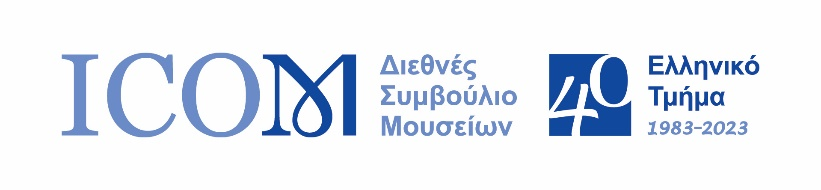 ICOM
Διεθνές
Συμβούλιο
Μουσείων
40
Ελληνικό
Τμήμα
1983-2023